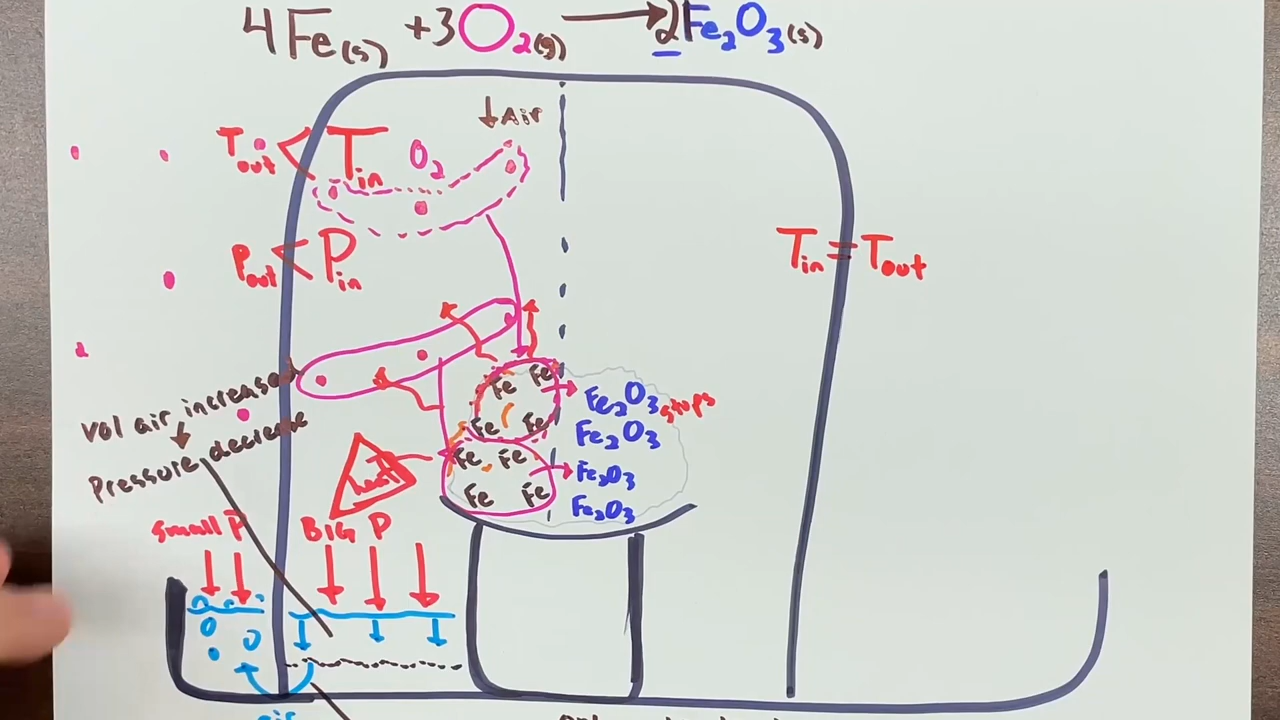 4Fe(s) +3O2(g) → 2Fe2O3(s)
↓Air
Tout < Tin
O2
Pout < Pin
Tin = Tout
Vol air increased
Pressure decrease
Fe Fe
Fe Fe
Fe Fe
Fe Fe
Fe2O3 stops
Fe2O3
Fe2O3
Fe2O3
heat
Small P
BIG P
air